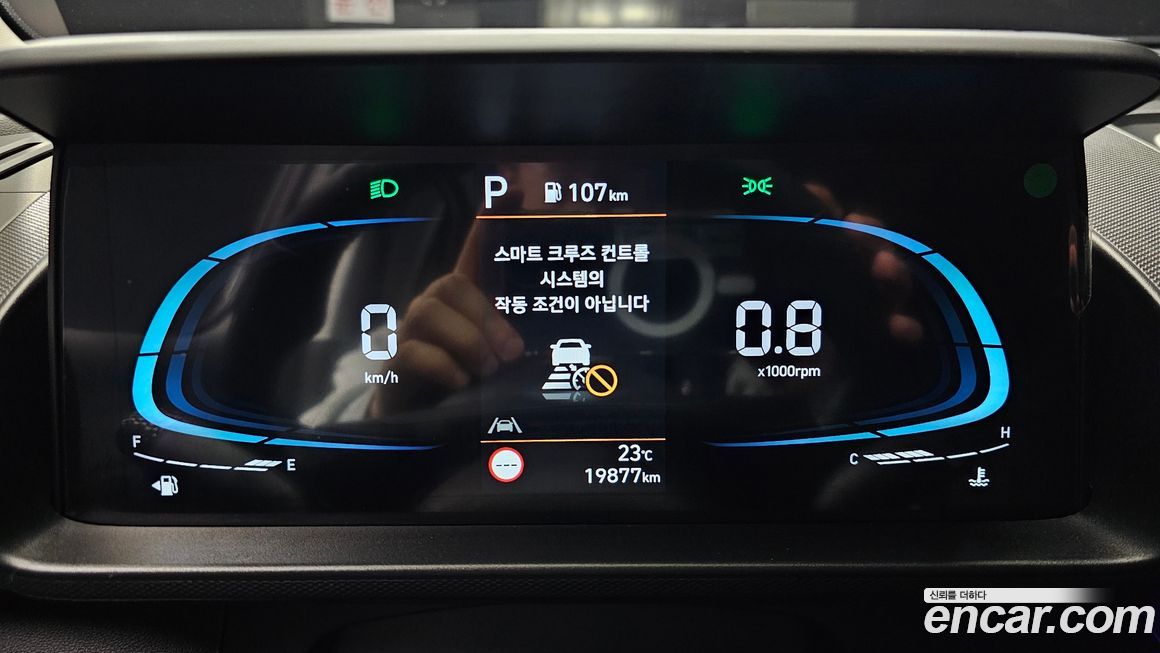 P
107km
스마트 크루즈 컨트롤
시스템의
작동 조건이 아닙니다
0
km/h
0.8
x1000rpm
F
E
23℃
19877km
C
H
신뢰를 더하다
encar.com